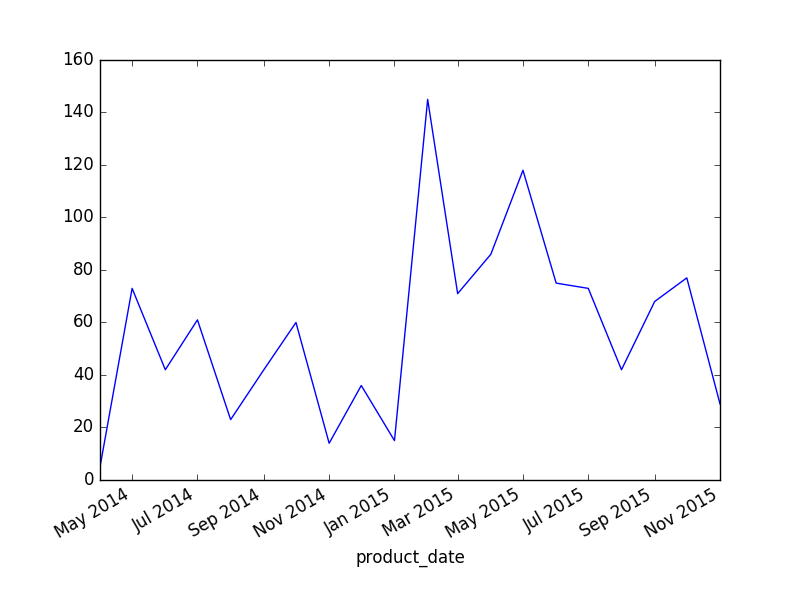 160
140
120
100
80
60
40
20
0
May 2014
Jul 2014
Sep 2014
Nov 2014
Jan 2015
Mar 2015
May 2015
Jul 2015
Sep 2015
Nov 2015
product_date